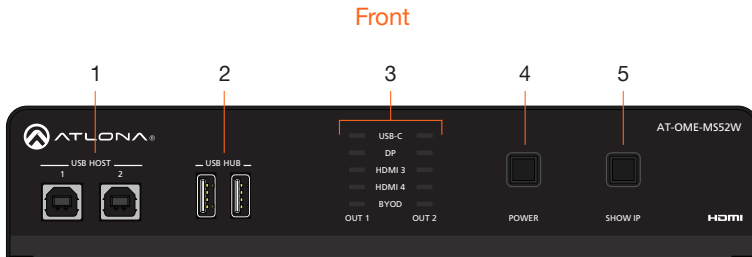 Front
1 2 3 4 5
ATLONA®
AT-OME-MS52W
USB HOST
1 2
USB HUB
USB-C
DP
HDMI 3
HDMI 4
BYOD
OUT 1 OUT 2
POWER
SHOW IP
HDMI